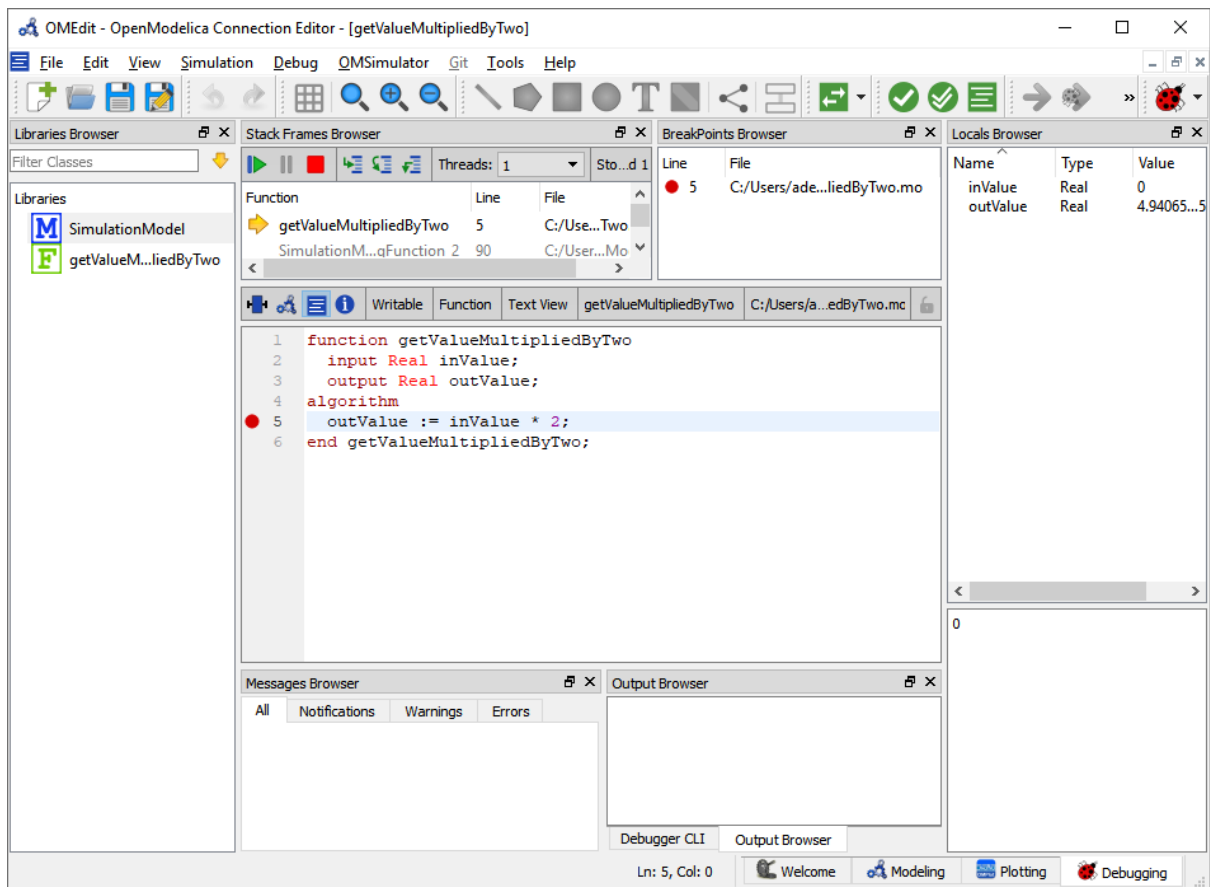 OMEdit - OpenModelica Connection Editor - [getValueMultipliedByTwo]
File Edit View Simulation Debug OMSimulator Git Tools Help
Libraries Browser
Filter Classes
Libraries
SimulationModel
getValueM...liedByTwo
Stack Frames Browser
Threads: 1 Sto...d 1
Function Line File
getValueMultipliedByTwo 5 C:/Use...Two
SimulationM...gFunction_2 90 C:/User...Mo
BreakPoints Browser
Line File
5 C:/Users/ade...liedByTwo.mo
Locals Browser
Name Type Value
inValue Real 0
outValue Real 4.94065...5
0
Writable Function Text View getValueMultipliedByTwo C:/Users/a...edByTwo.mo
1 function getValueMultipliedByTwo
2 input Real inValue;
3 output Real outValue;
4 algorithm
5 outValue := inValue * 2;
6 end getValueMultipliedByTwo;
Messages Browser
All Notifications Warnings Errors
Output Browser
Debugger CLI Output Browser
Ln: 5, Col: 0 Welcome Modeling Plotting Debugging